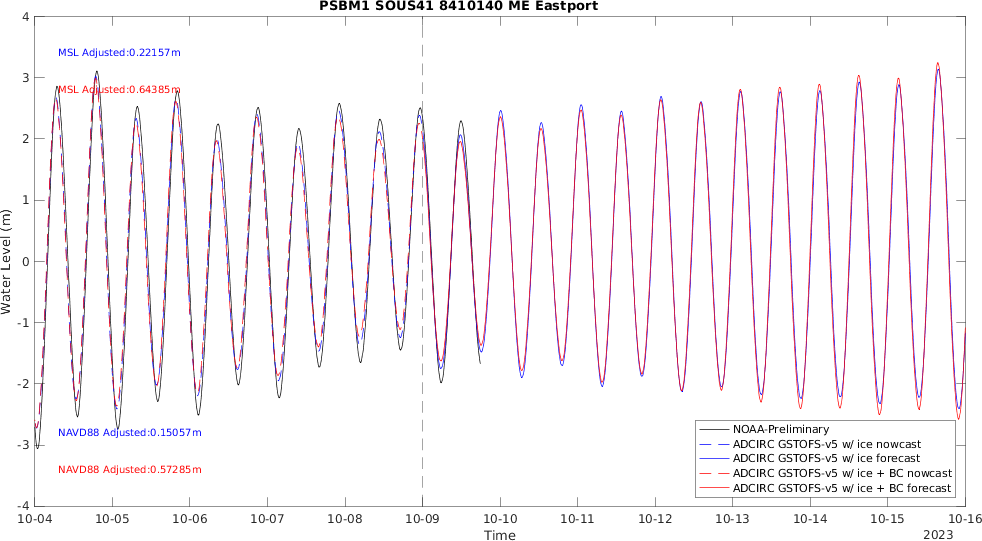 PSBM1 SOUS41 8410140 ME Eastport
4
3
2
1
0
-1
-2
-3
-4
Water Level (m)
MSL Adjusted:0.22157m
MSL Adjusted:0.64385m
NAVD88 Adjusted:0.15057m
NAVD88 Adjusted:0.57285m
NOAA-Preliminary
ADCIRC GSTOFS-v5 w/ ice nowcast
ADCIRC GSTOFS-v5 w/ ice forecast
ADCIRC GSTOFS-v5 w/ ice + BC nowcast
ADCIRC GSTOFS-v5 w/ ice + BC forecast
10-04 10-05 10-06 10-07 10-08 10-09 10-10 10-11 10-12 10-13 10-14 10-15 10-16
Time
2023